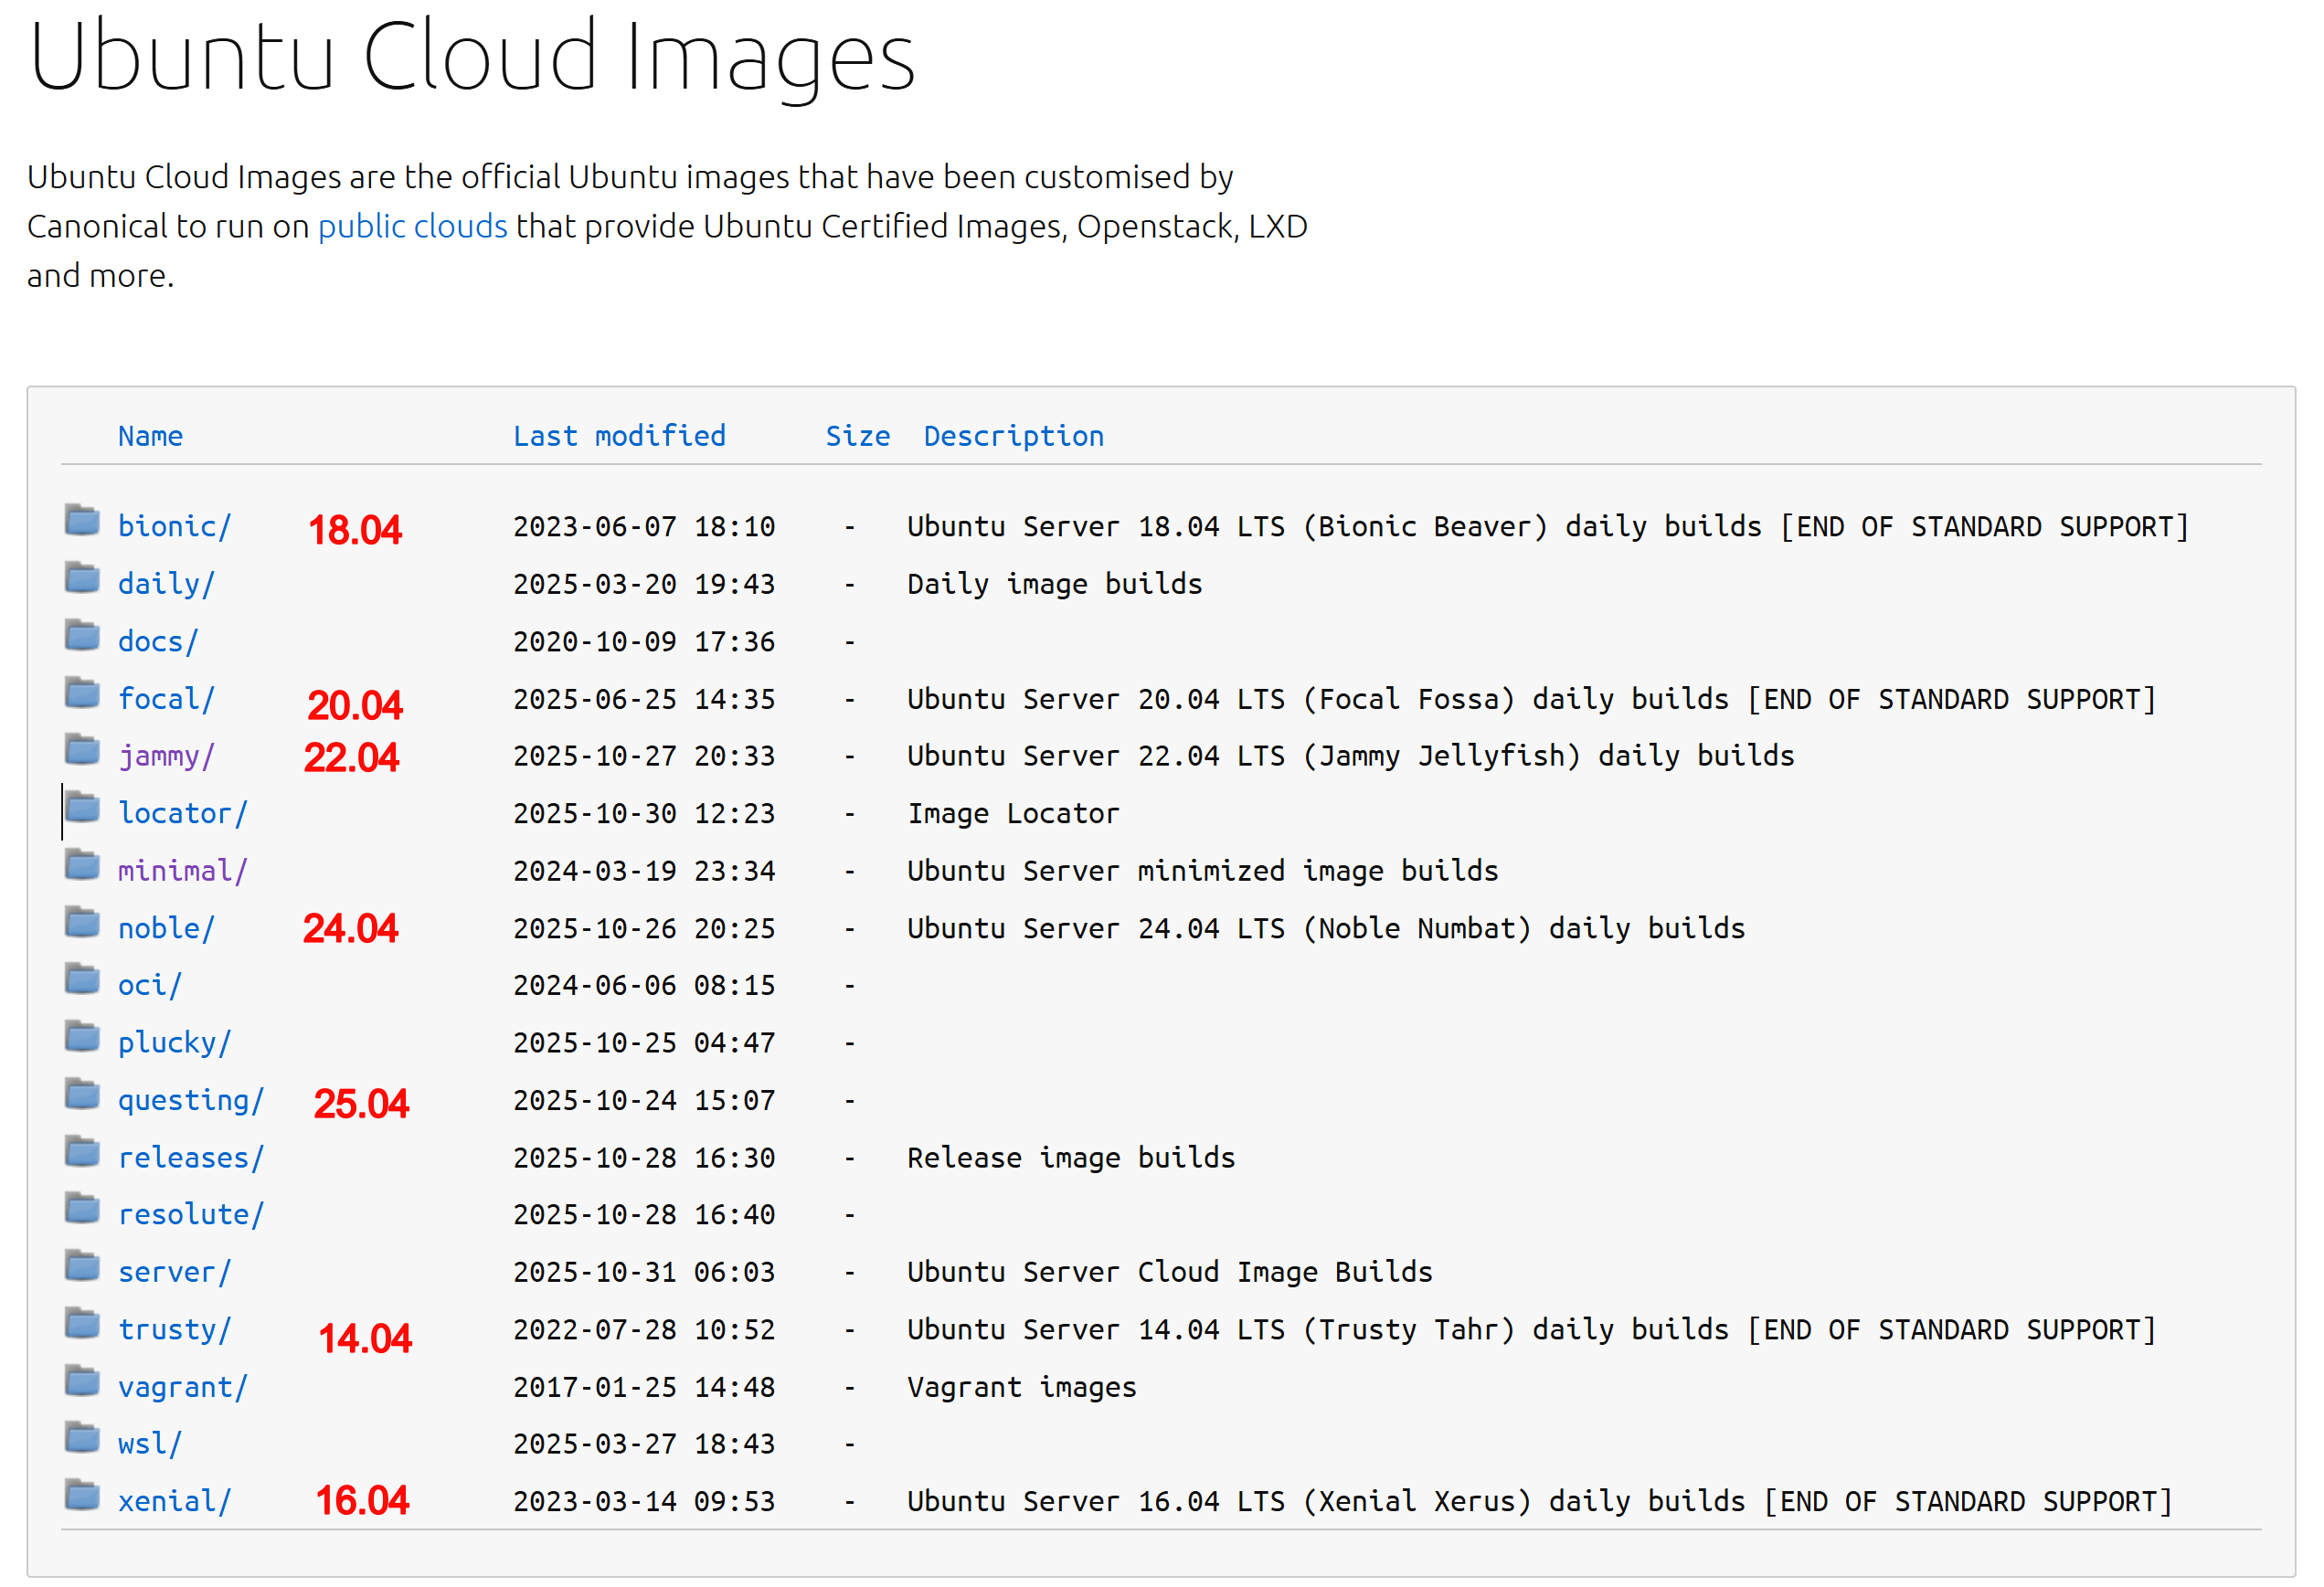 Ubuntu Cloud Images
Ubuntu Cloud Images are the official Ubuntu images that have been customised by
Canonical to run on public clouds that provide Ubuntu Certified Images, Openstack, LXD
and more.
Name Last modified Size Description
bionic/ 18.04 2023-06-07 18:10 - Ubuntu Server 18.04 LTS (Bionic Beaver) daily builds [END OF STANDARD SUPPORT]
daily/ 2025-03-20 19:43 - Daily image builds
docs/ 2020-10-09 17:36 -
focal/ 20.04 2025-06-25 14:35 - Ubuntu Server 20.04 LTS (Focal Fossa) daily builds [END OF STANDARD SUPPORT]
jammy/ 22.04 2025-10-27 20:33 - Ubuntu Server 22.04 LTS (Jammy Jellyfish) daily builds
locator/ 2025-10-30 12:23 - Image Locator
minimal/ 2024-03-19 23:34 - Ubuntu Server minimized image builds
noble/ 24.04 2025-10-26 20:25 - Ubuntu Server 24.04 LTS (Noble Numbat) daily builds
oci/ 2024-06-06 08:15 -
plucky/ 2025-10-25 04:47 -
questing/ 25.04 2025-10-24 15:07 -
releases/ 2025-10-28 16:30 - Release image builds
resolute/ 2025-10-28 16:40 -
server/ 2025-10-31 06:03 - Ubuntu Server Cloud Image Builds
trusty/ 14.04 2022-07-28 10:52 - Ubuntu Server 14.04 LTS (Trusty Tahr) daily builds [END OF STANDARD SUPPORT]
vagrant/ 2017-01-25 14:48 - Vagrant images
wsl/ 2025-03-27 18:43 -
xenial/ 16.04 2023-03-14 09:53 - Ubuntu Server 16.04 LTS (Xenial Xerus) daily builds [END OF STANDARD SUPPORT]